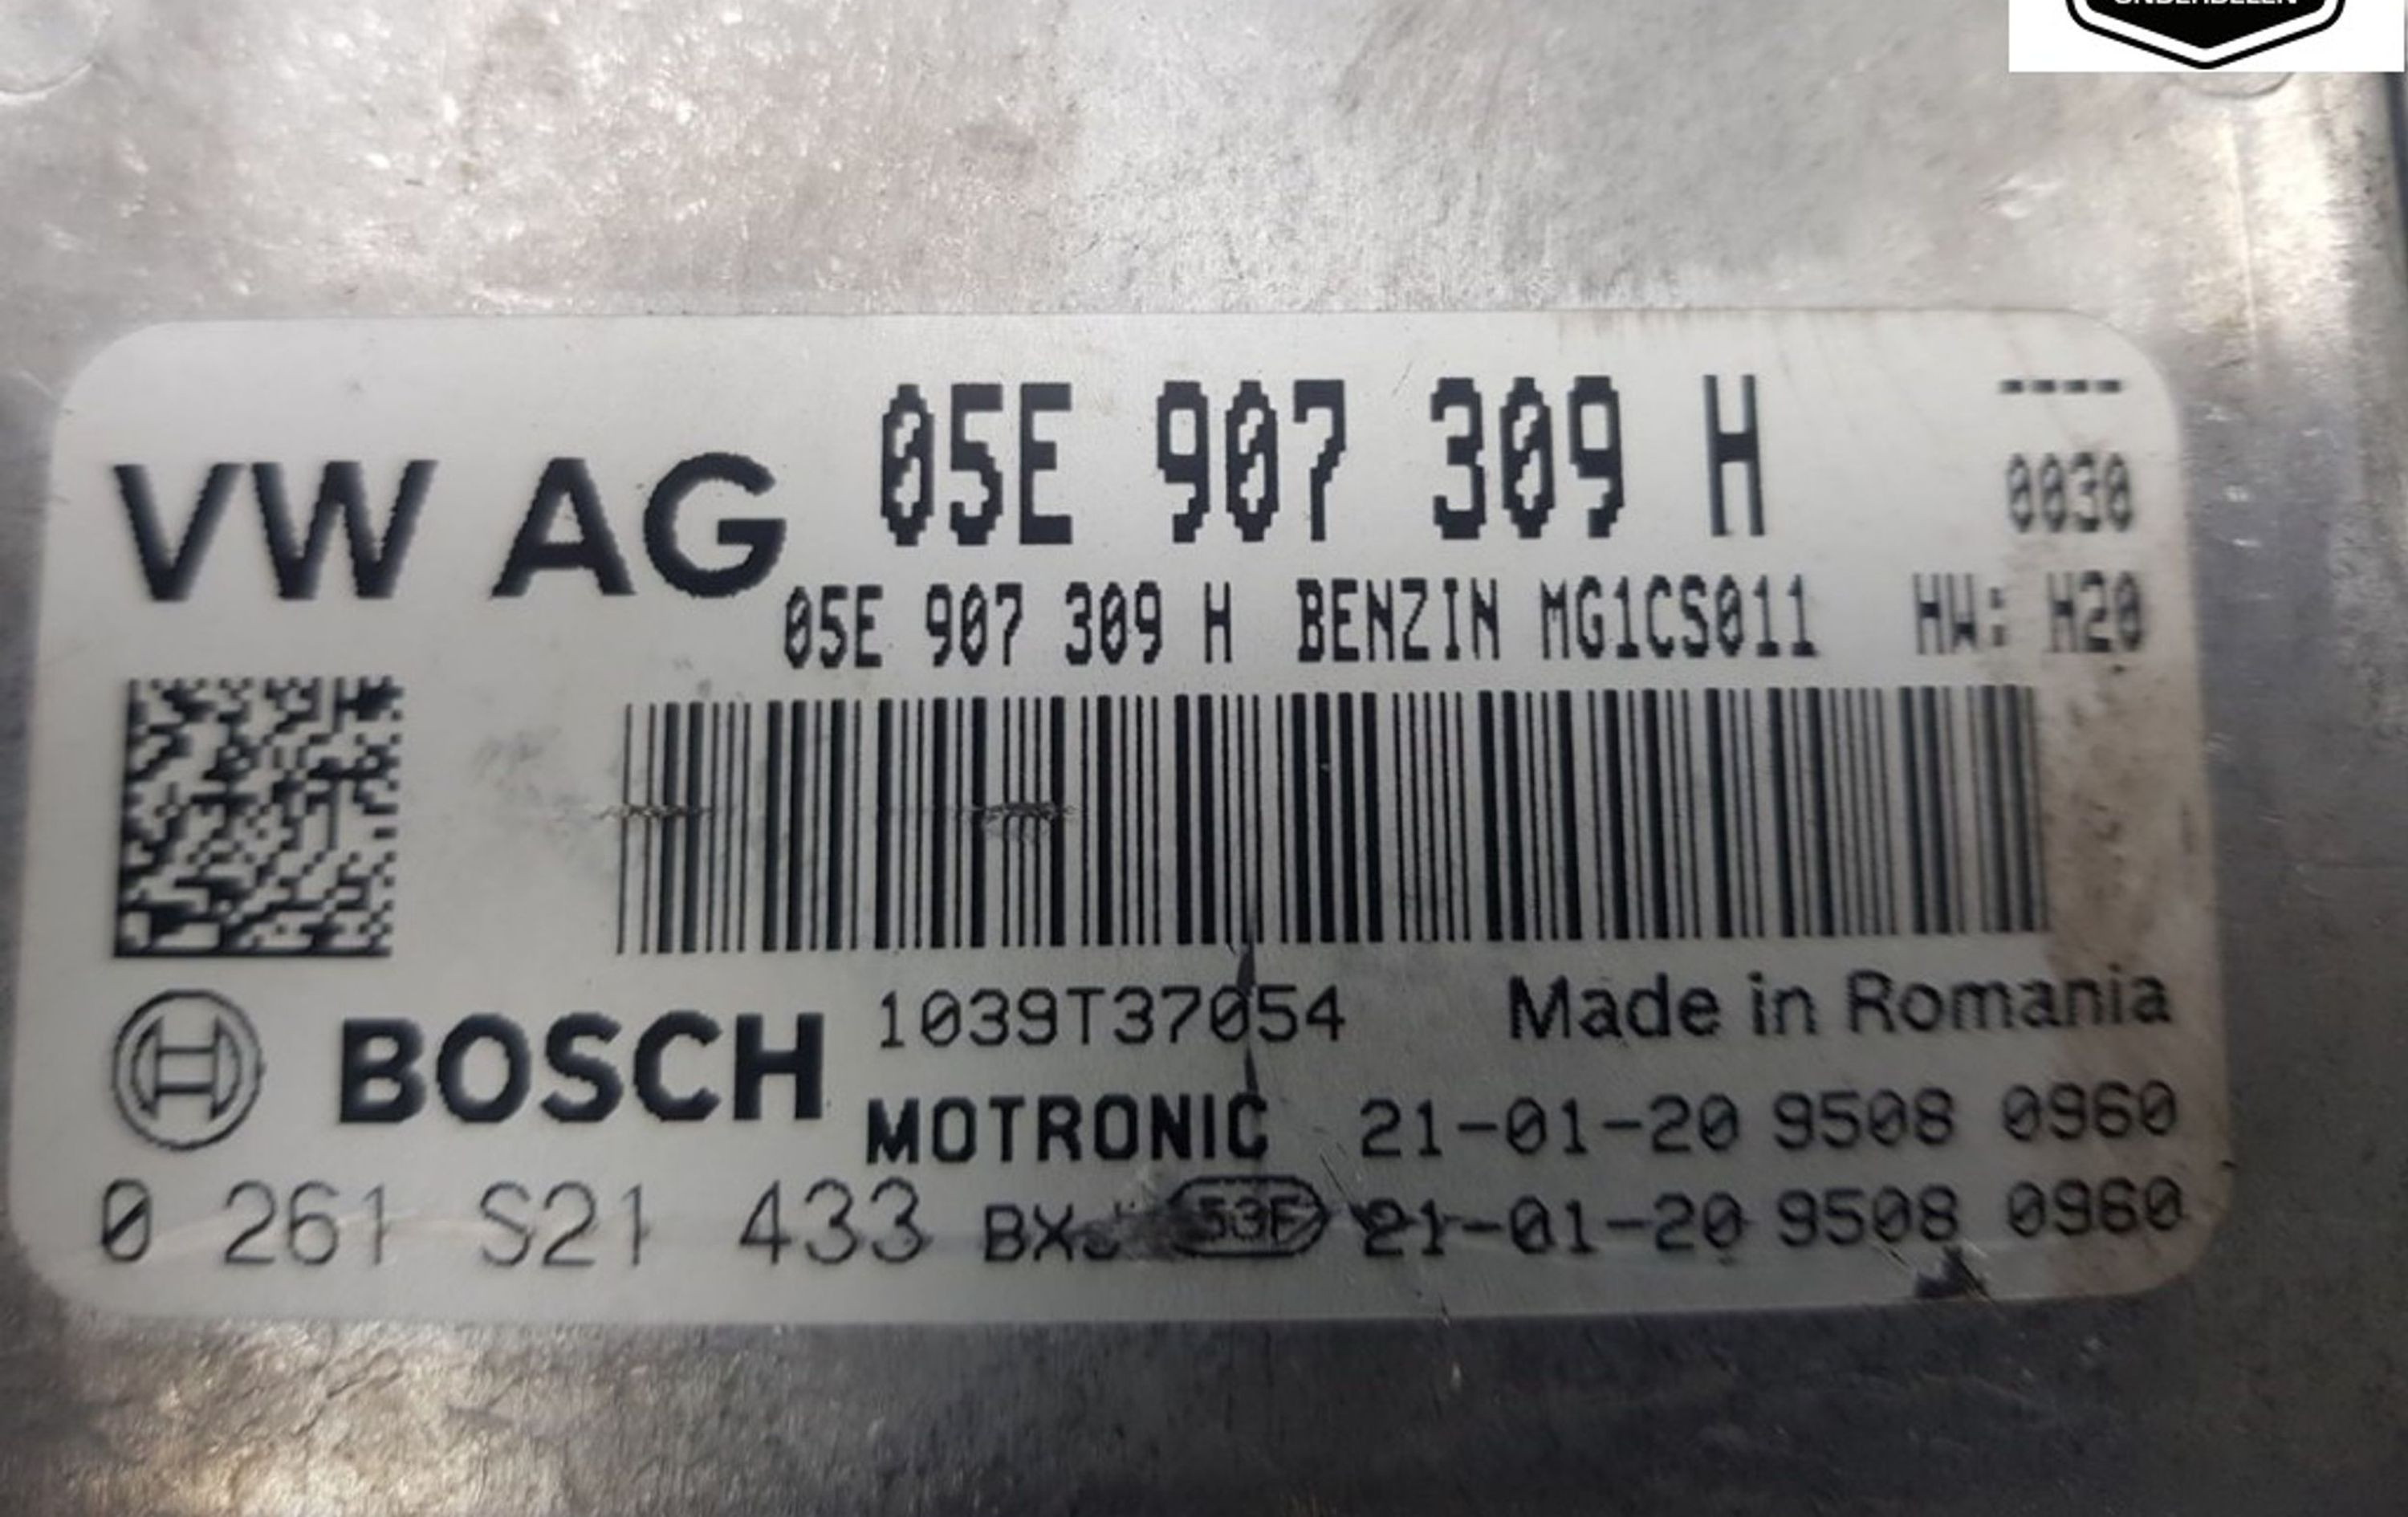 ONDERDELEN
VW AG 05E 907 309 H ----
0030
05E 907 309 H BENZIN MG1CS011 HW: H20
BOSCH 1039T37054 Made in Romania
MOTRONIC 21-01-20 9508 0960
0 261 S21 433 53F 21-01-20 9508 0960